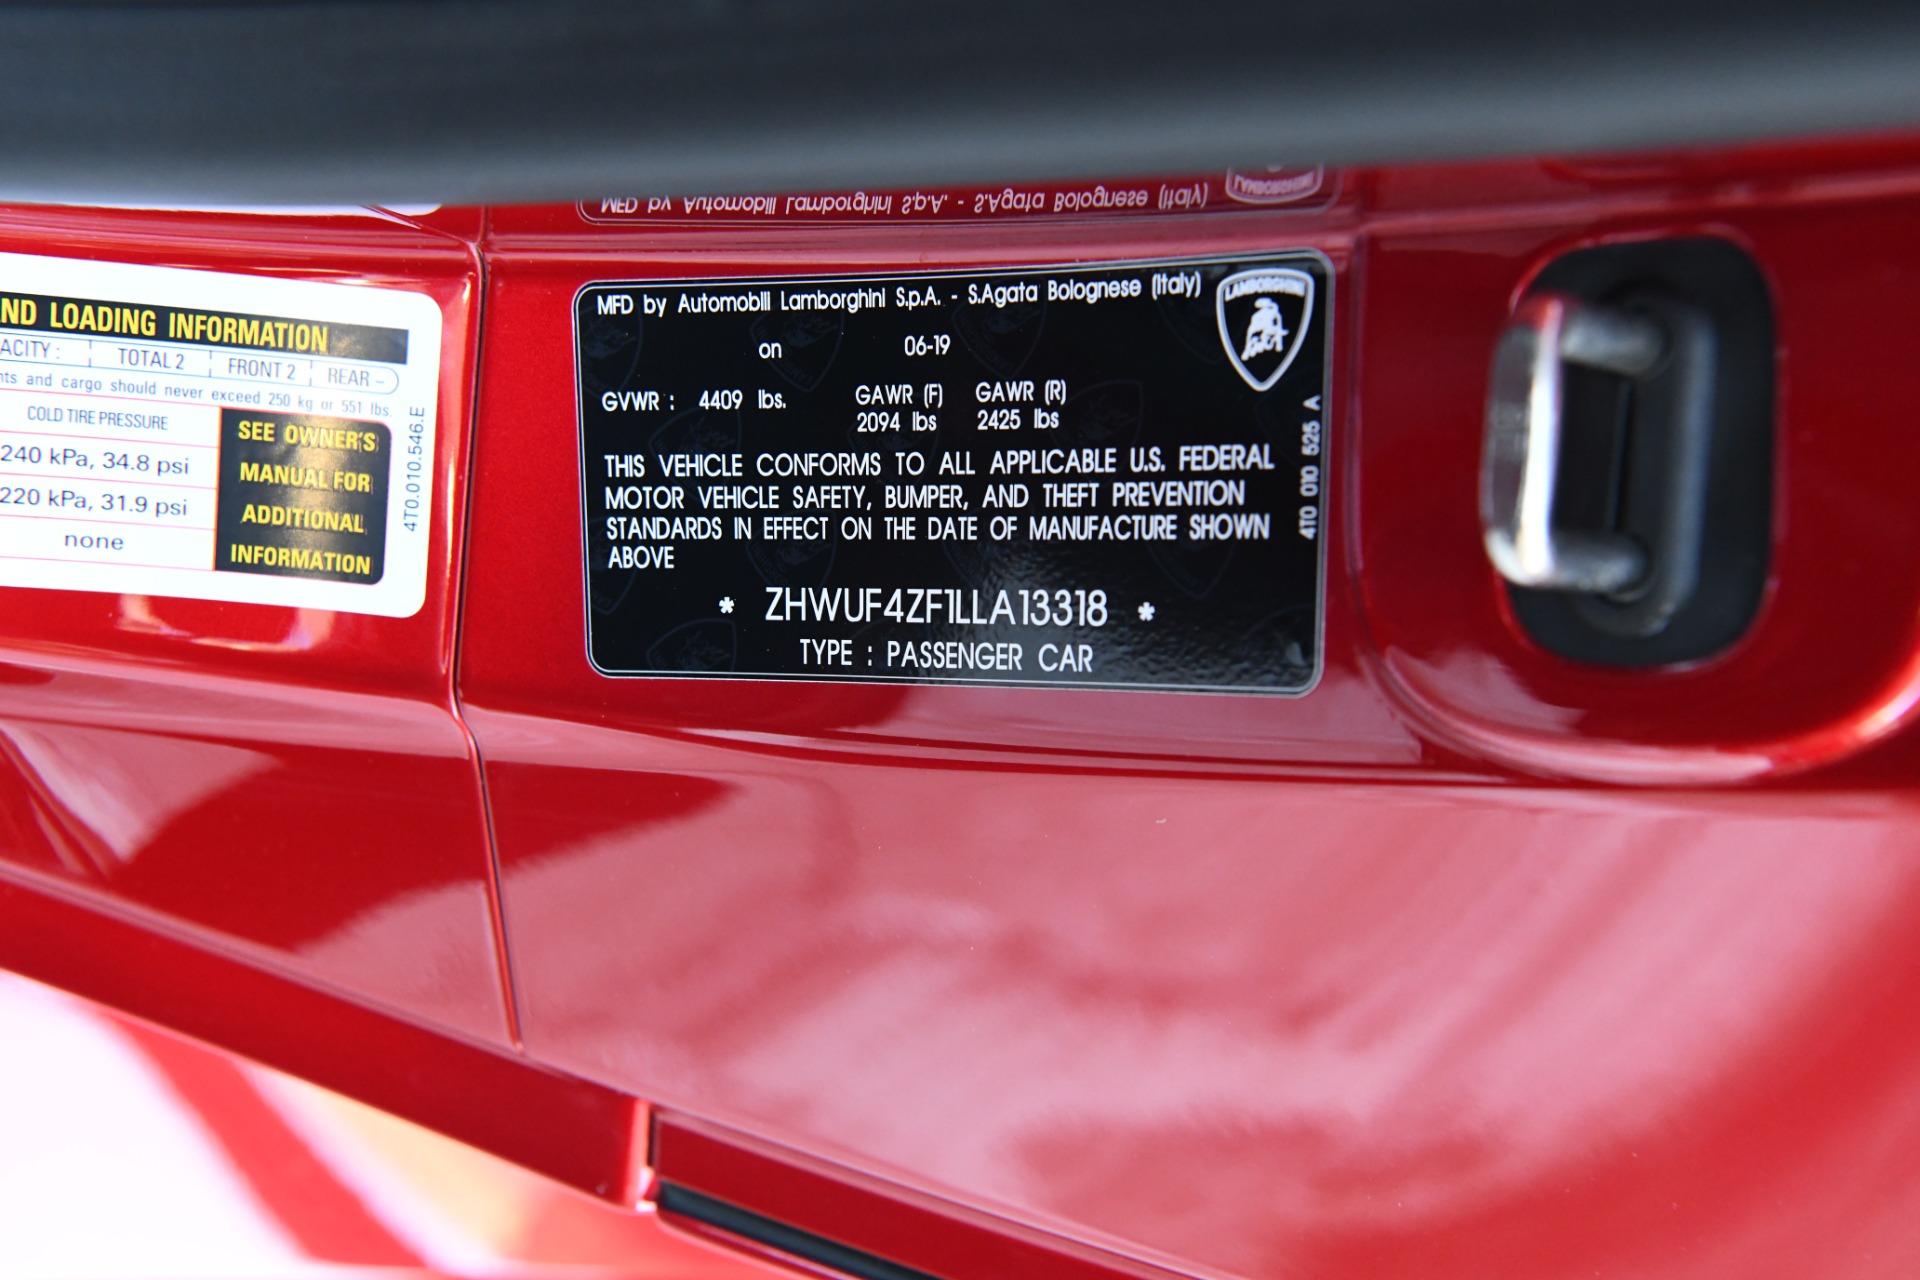 MFD by Automobili Lamborghini S.p.A. - S.Agata Bolognese (Italy)
LAMBORGHINI
ND LOADING INFORMATION
ACITY : TOTAL 2 FRONT 2 REAR –
nts and cargo should never exceed 250 kg or 551 lbs.
COLD TIRE PRESSURE
240 kPa, 34.8 psi
220 kPa, 31.9 psi
none
SEE OWNER'S
MANUAL FOR
ADDITIONAL
INFORMATION
4T0.010.546.E
MFD by Automobili Lamborghini S.p.A. - S.Agata Bolognese (Italy)
LAMBORGHINI
on 06-19
GVWR : 4409 lbs. GAWR (F) GAWR (R)
2094 lbs 2425 lbs
THIS VEHICLE CONFORMS TO ALL APPLICABLE U.S. FEDERAL
MOTOR VEHICLE SAFETY, BUMPER, AND THEFT PREVENTION
STANDARDS IN EFFECT ON THE DATE OF MANUFACTURE SHOWN
ABOVE
* ZHWUF4ZF1LLA13318 *
TYPE : PASSENGER CAR
4T0 010 525 A